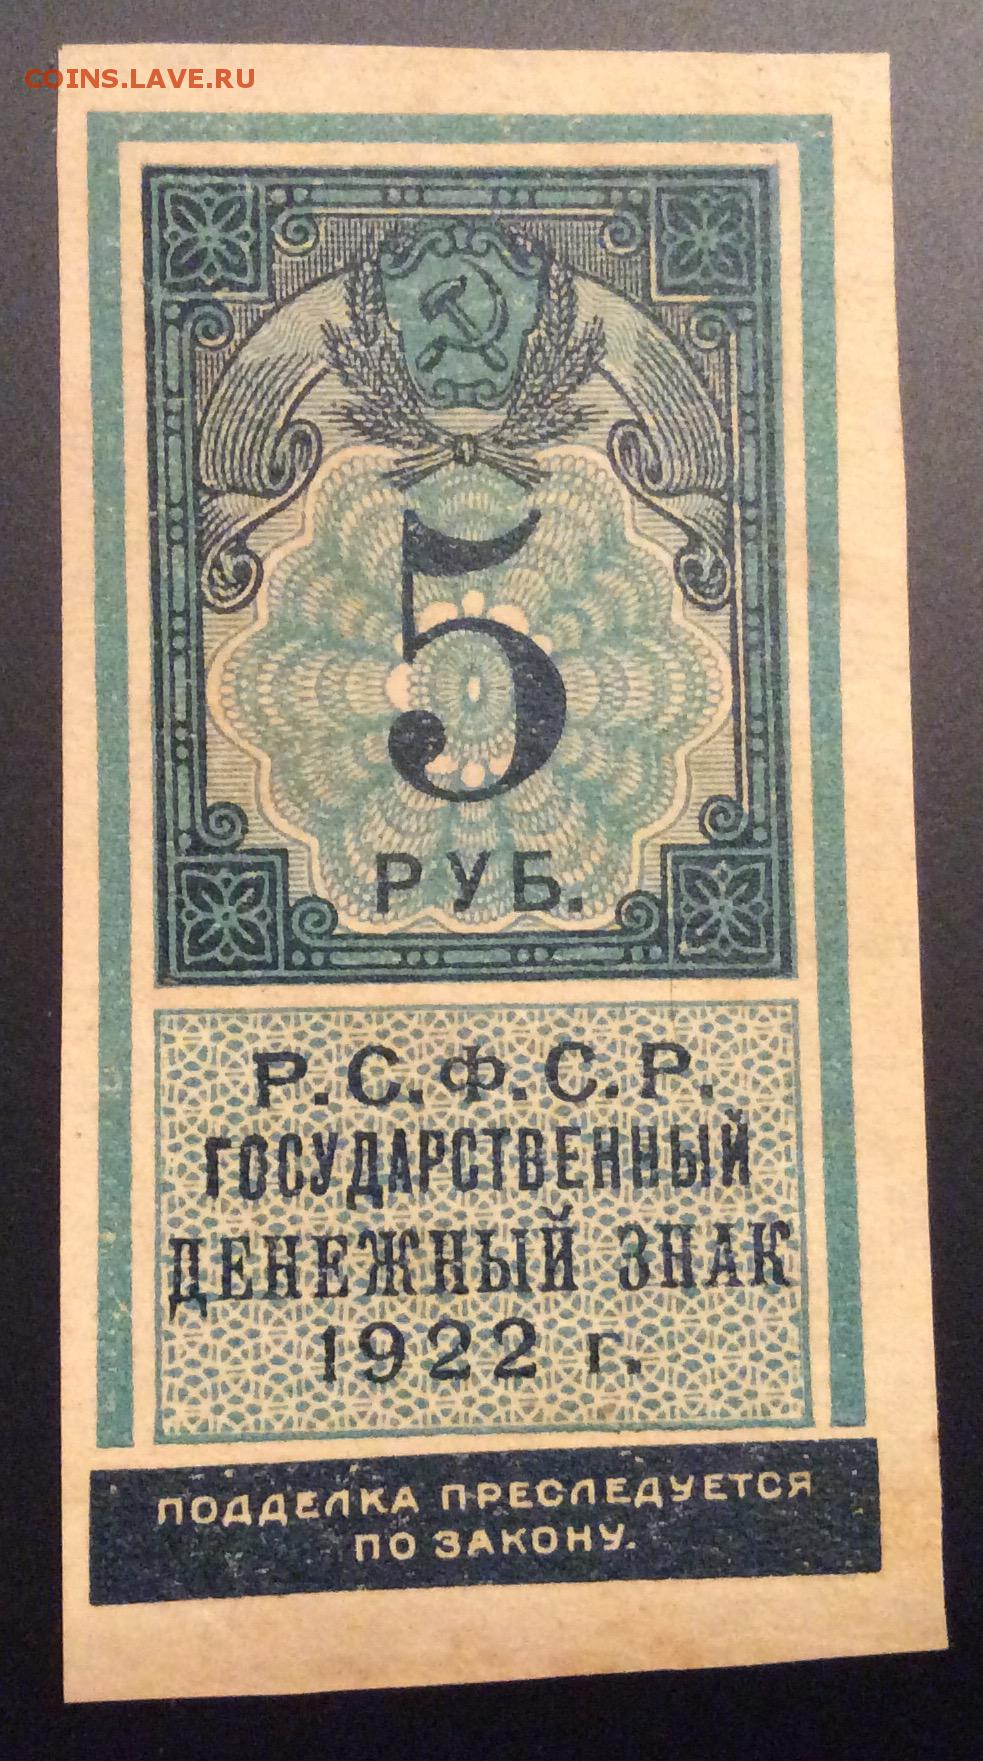 COINS.LAVE.RU
5
РУБ.
Р.С.Ф.С.Р.
ГОСУДАРСТВЕННЫЙ
ДЕНЕЖНЫЙ ЗНАК
1922 г.
ПОДДЕЛКА ПРЕСЛЕДУЕТСЯ
ПО ЗАКОНУ.